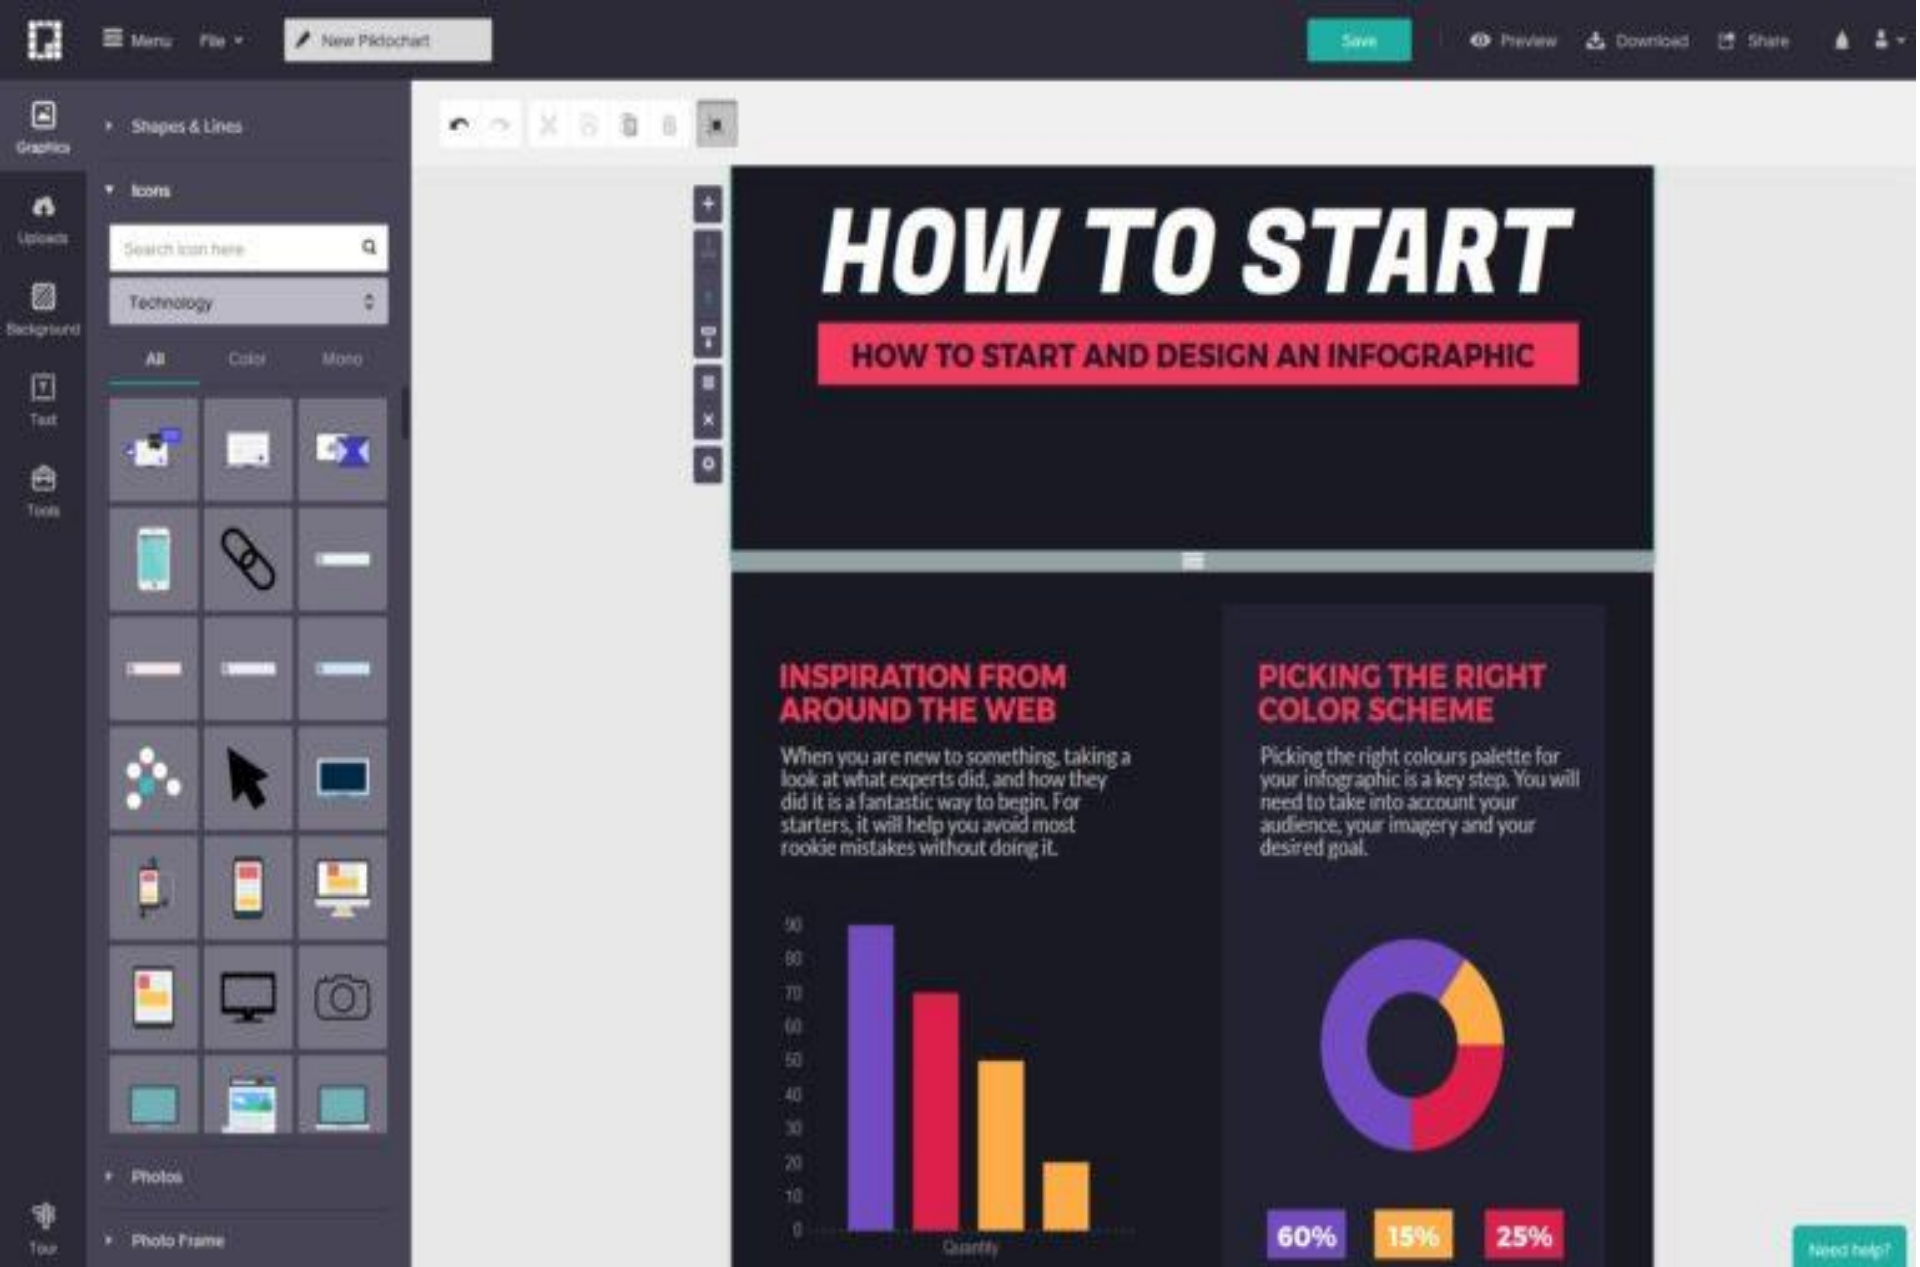 Menu
File
New Piktochart
Save
Preview
Download
Share
Graphics
Uploads
Background
Text
Tools
Tour
Shapes & Lines
Icons
Search icon here
Technology
All
Color
Mono
Photos
Photo Frame
HOW TO START
HOW TO START AND DESIGN AN INFOGRAPHIC
INSPIRATION FROM
AROUND THE WEB
When you are new to something, taking a
look at what experts did, and how they
did it is a fantastic way to begin. For
starters, it will help you avoid most
rookie mistakes without doing it.
90
80
70
60
50
40
30
20
10
0
Quantity
PICKING THE RIGHT
COLOR SCHEME
Picking the right colours palette for
your infographic is a key step. You will
need to take into account your
audience, your imagery and your
desired goal.
60%
15%
25%
Need help?